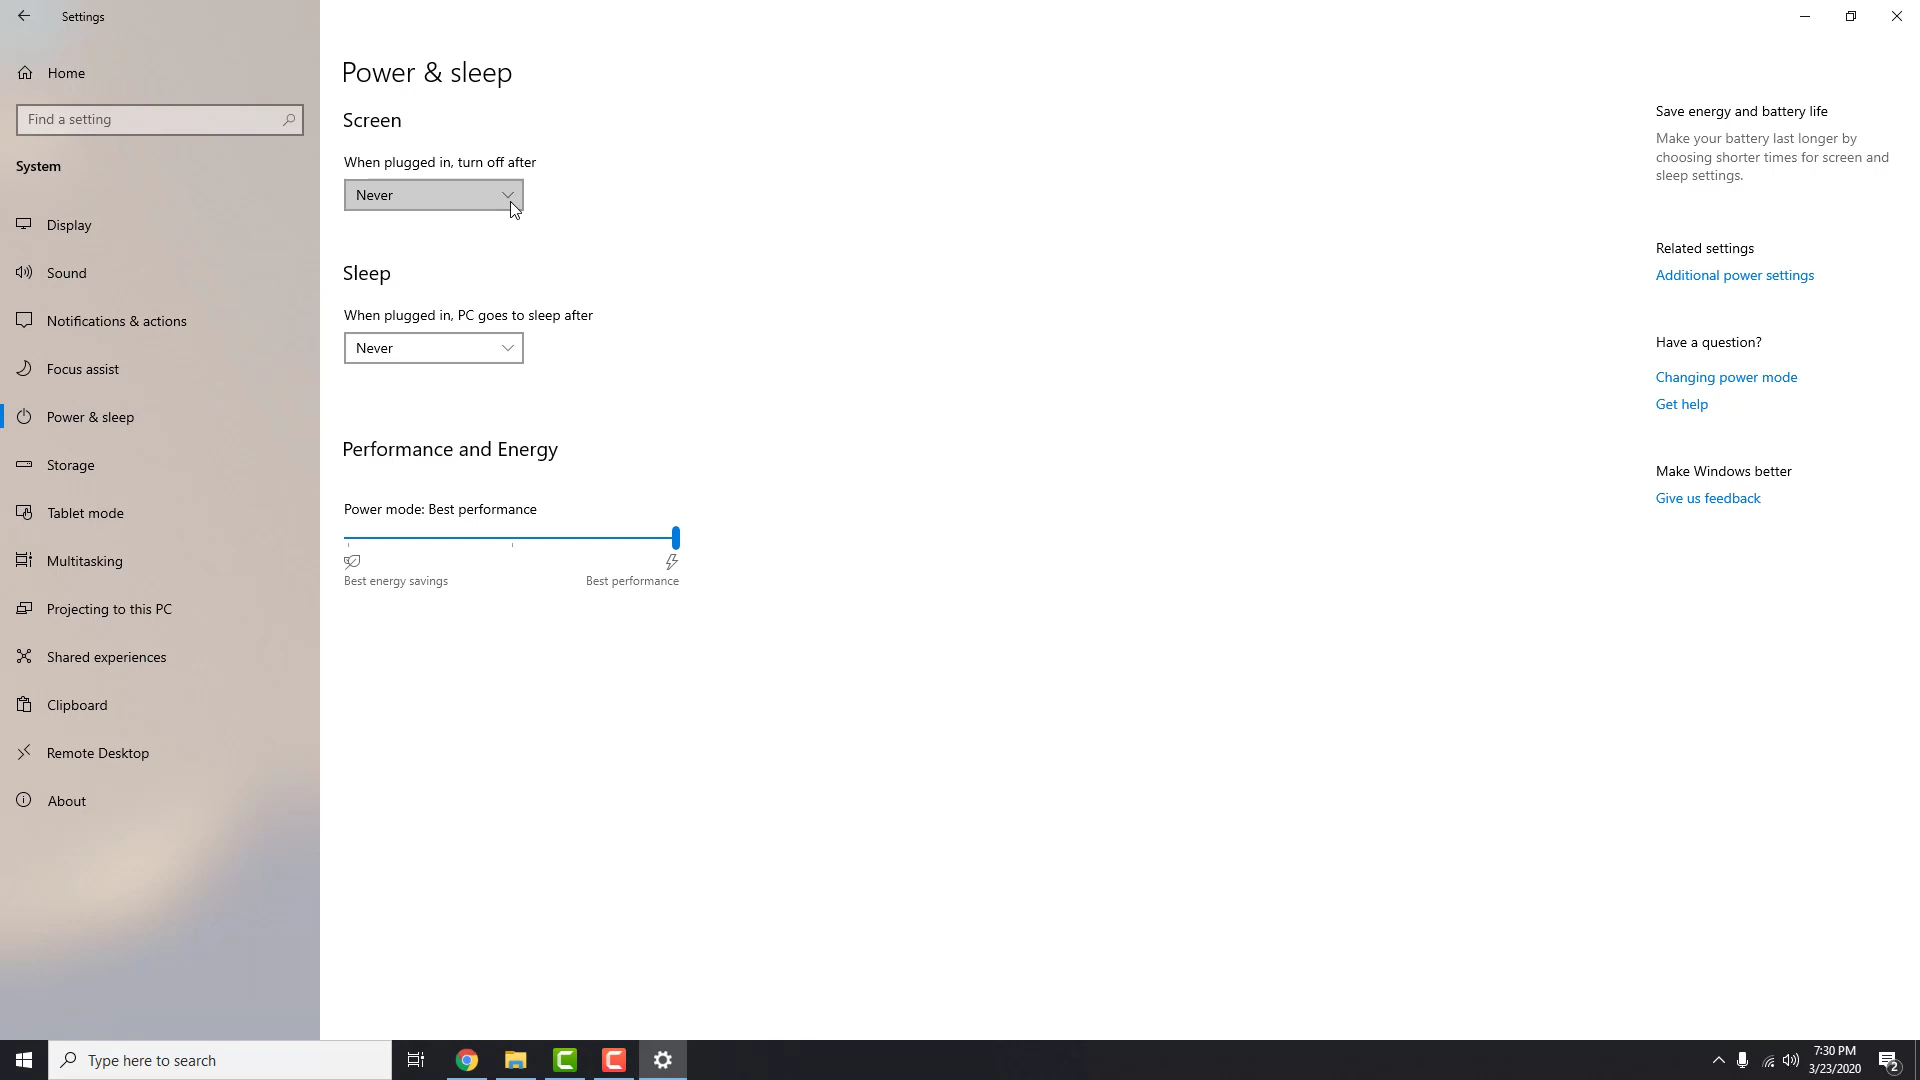 Settings
Home
Find a setting
System
Display
Sound
Notifications & actions
Focus assist
Power & sleep
Storage
Tablet mode
Multitasking
Projecting to this PC
Shared experiences
Clipboard
Remote Desktop
About
Power & sleep
Screen
When plugged in, turn off after
Never
Sleep
When plugged in, PC goes to sleep after
Never
Performance and Energy
Power mode: Best performance
Best energy savings
Best performance
Save energy and battery life
Make your battery last longer by
choosing shorter times for screen and
sleep settings.
Related settings
Additional power settings
Have a question?
Changing power mode
Get help
Make Windows better
Give us feedback
Type here to search
7:30 PM
3/23/2020
2